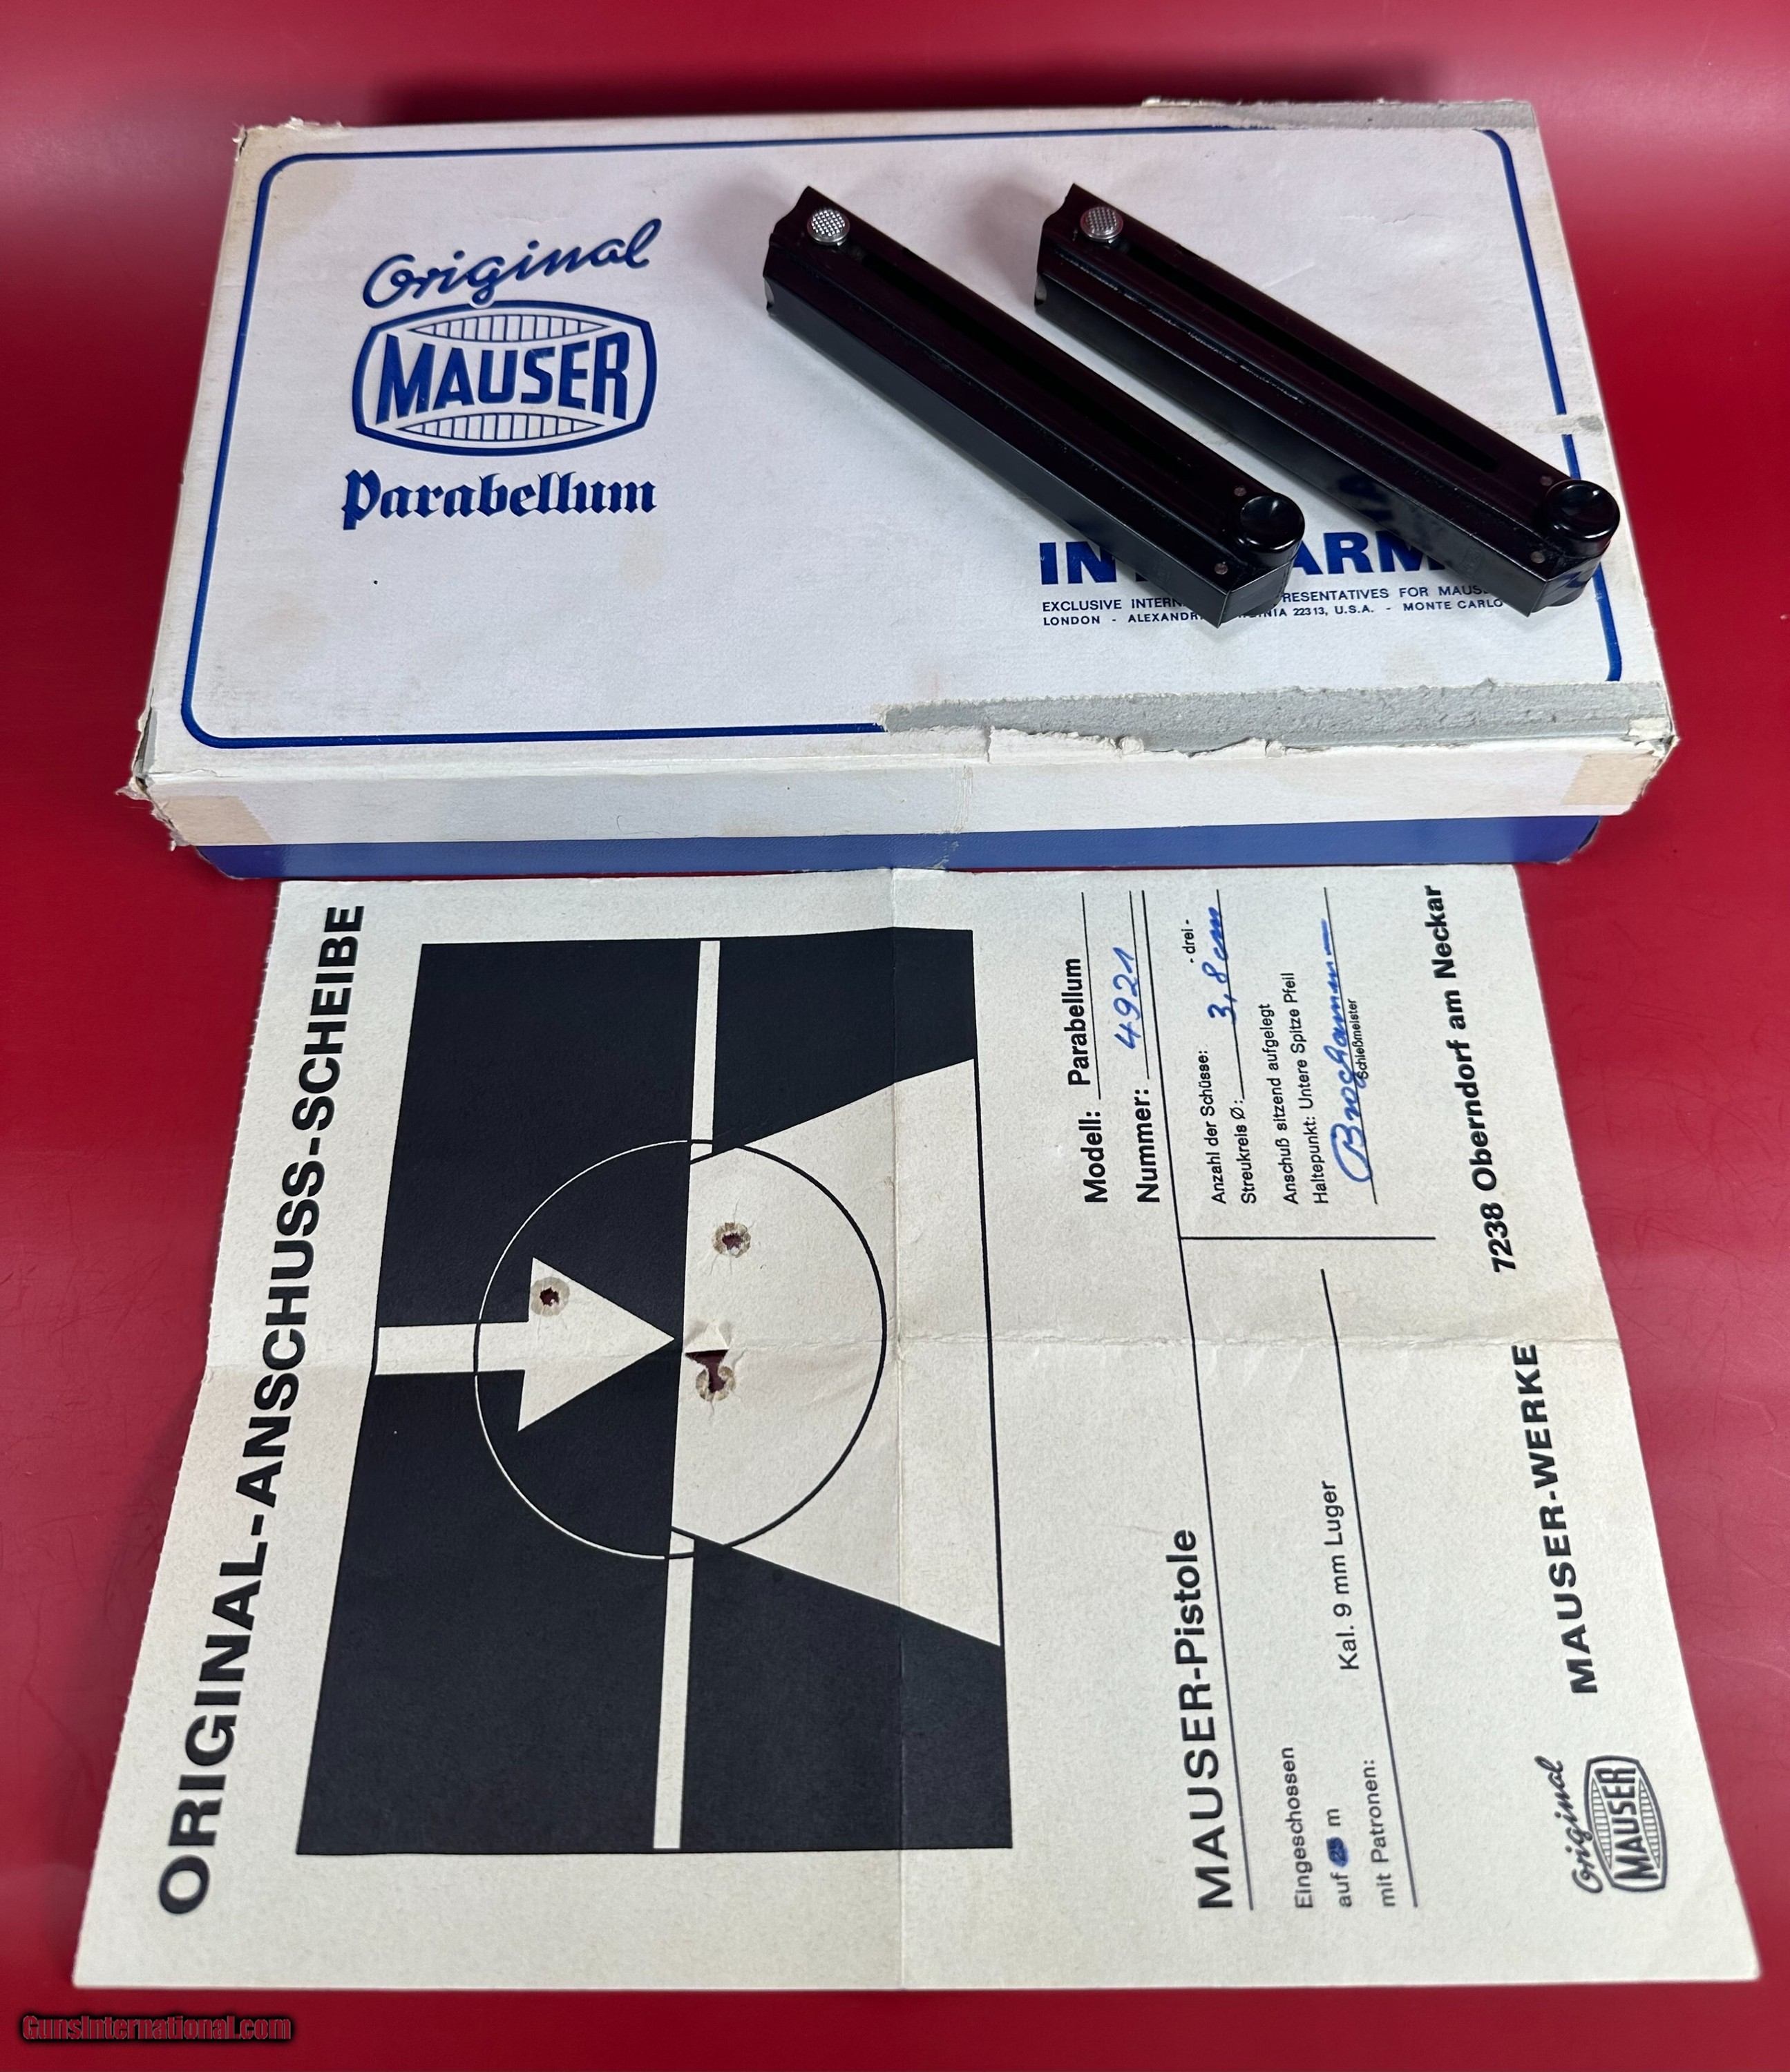 Original
MAUSER
Parabellum
IN ARM
EXCLUSIVE INTERN RESENTATIVES FOR MAUS
LONDON - ALEXANDRI INIA 22313, U.S.A. - MONTE CARLO
ORIGINAL-ANSCHUSS-SCHEIBE
Modell: Parabellum
Nummer: 4921
MAUSER-Pistole
Anzahl der Schüsse: - drei -
Streukreis Ø: 3,8 cm
Anschuß sitzend aufgelegt
Haltepunkt: Untere Spitze Pfeil
Schießmeister
Eingeschossen
auf m
mit Patronen: Kal. 9 mm Luger
Original
MAUSER
MAUSER-WERKE 7238 Oberndorf am Neckar
GunsInternational.com